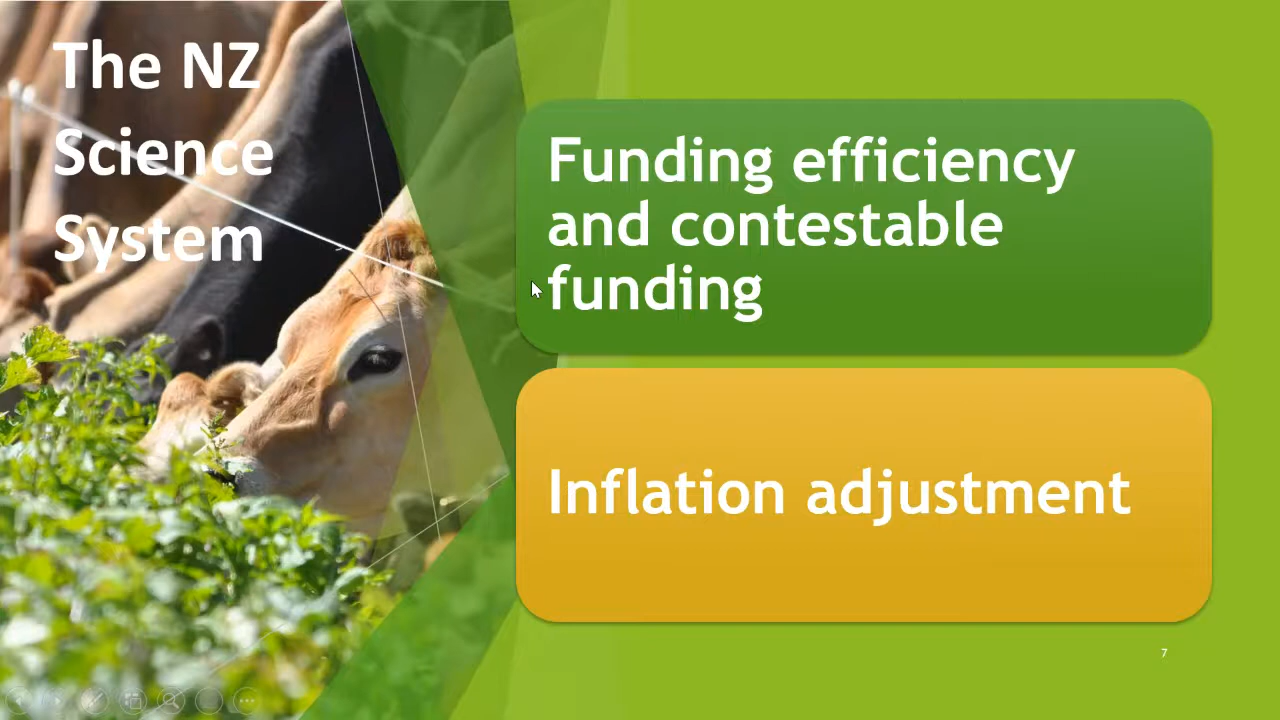 The NZ
Science
System
Funding efficiency
and contestable
funding
Inflation adjustment
7